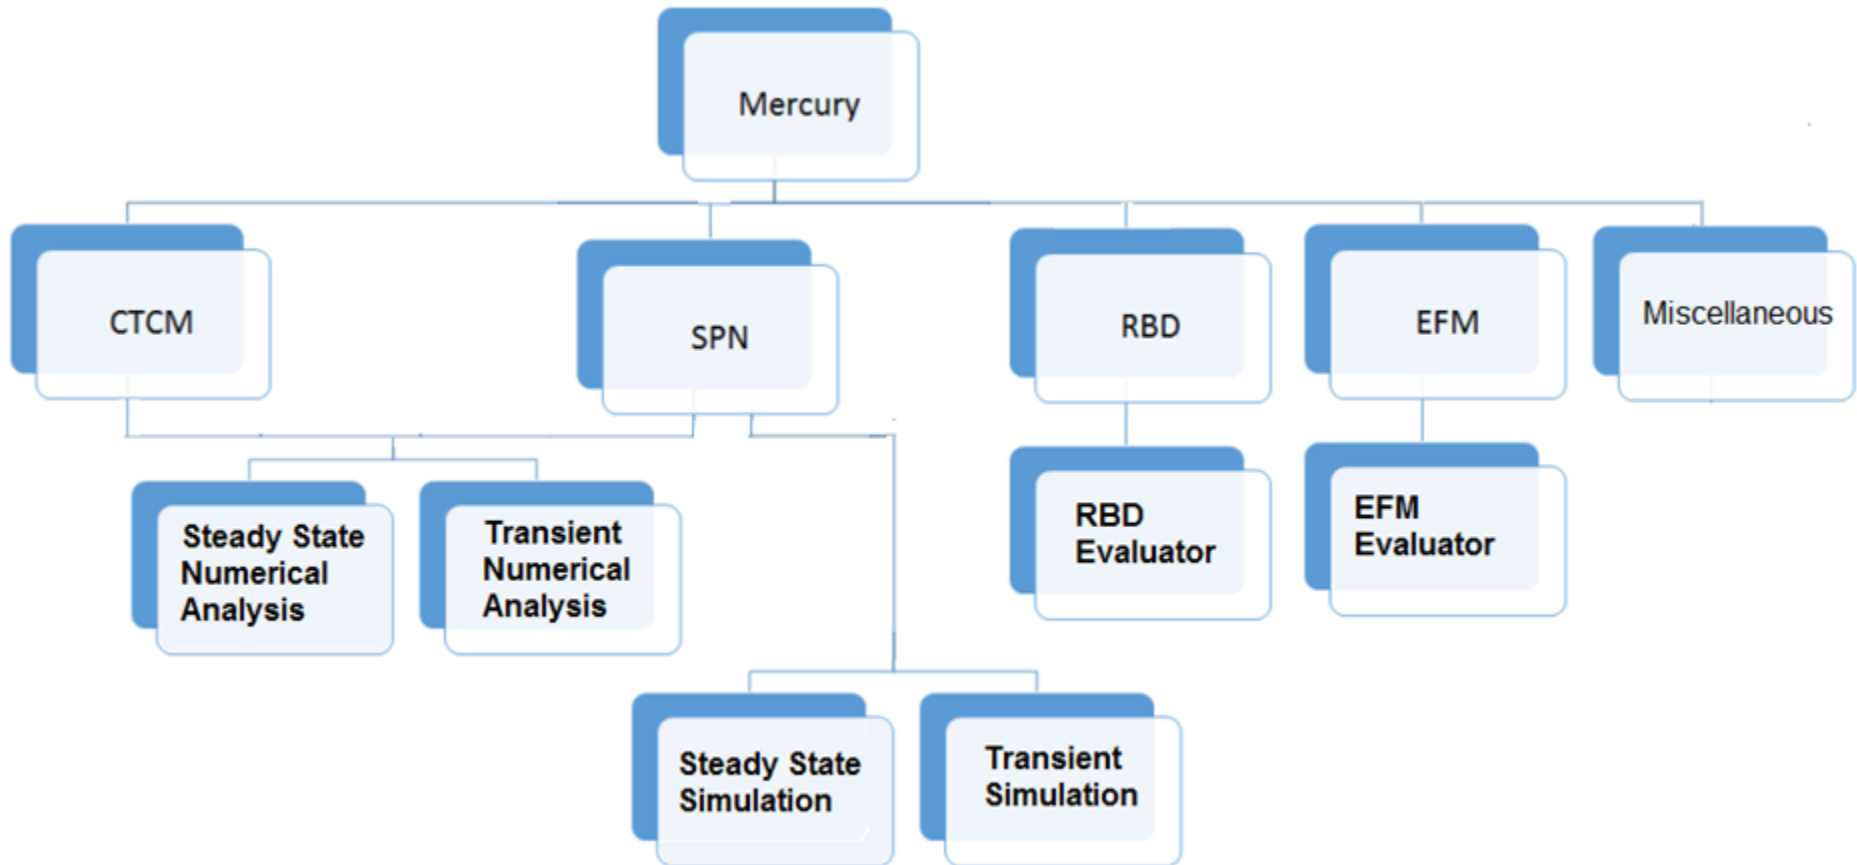 Mercury
CTCM
SPN
RBD
EFM
Miscellaneous
Steady State
Numerical
Analysis
Transient
Numerical
Analysis
RBD
Evaluator
EFM
Evaluator
Steady State
Simulation
Transient
Simulation